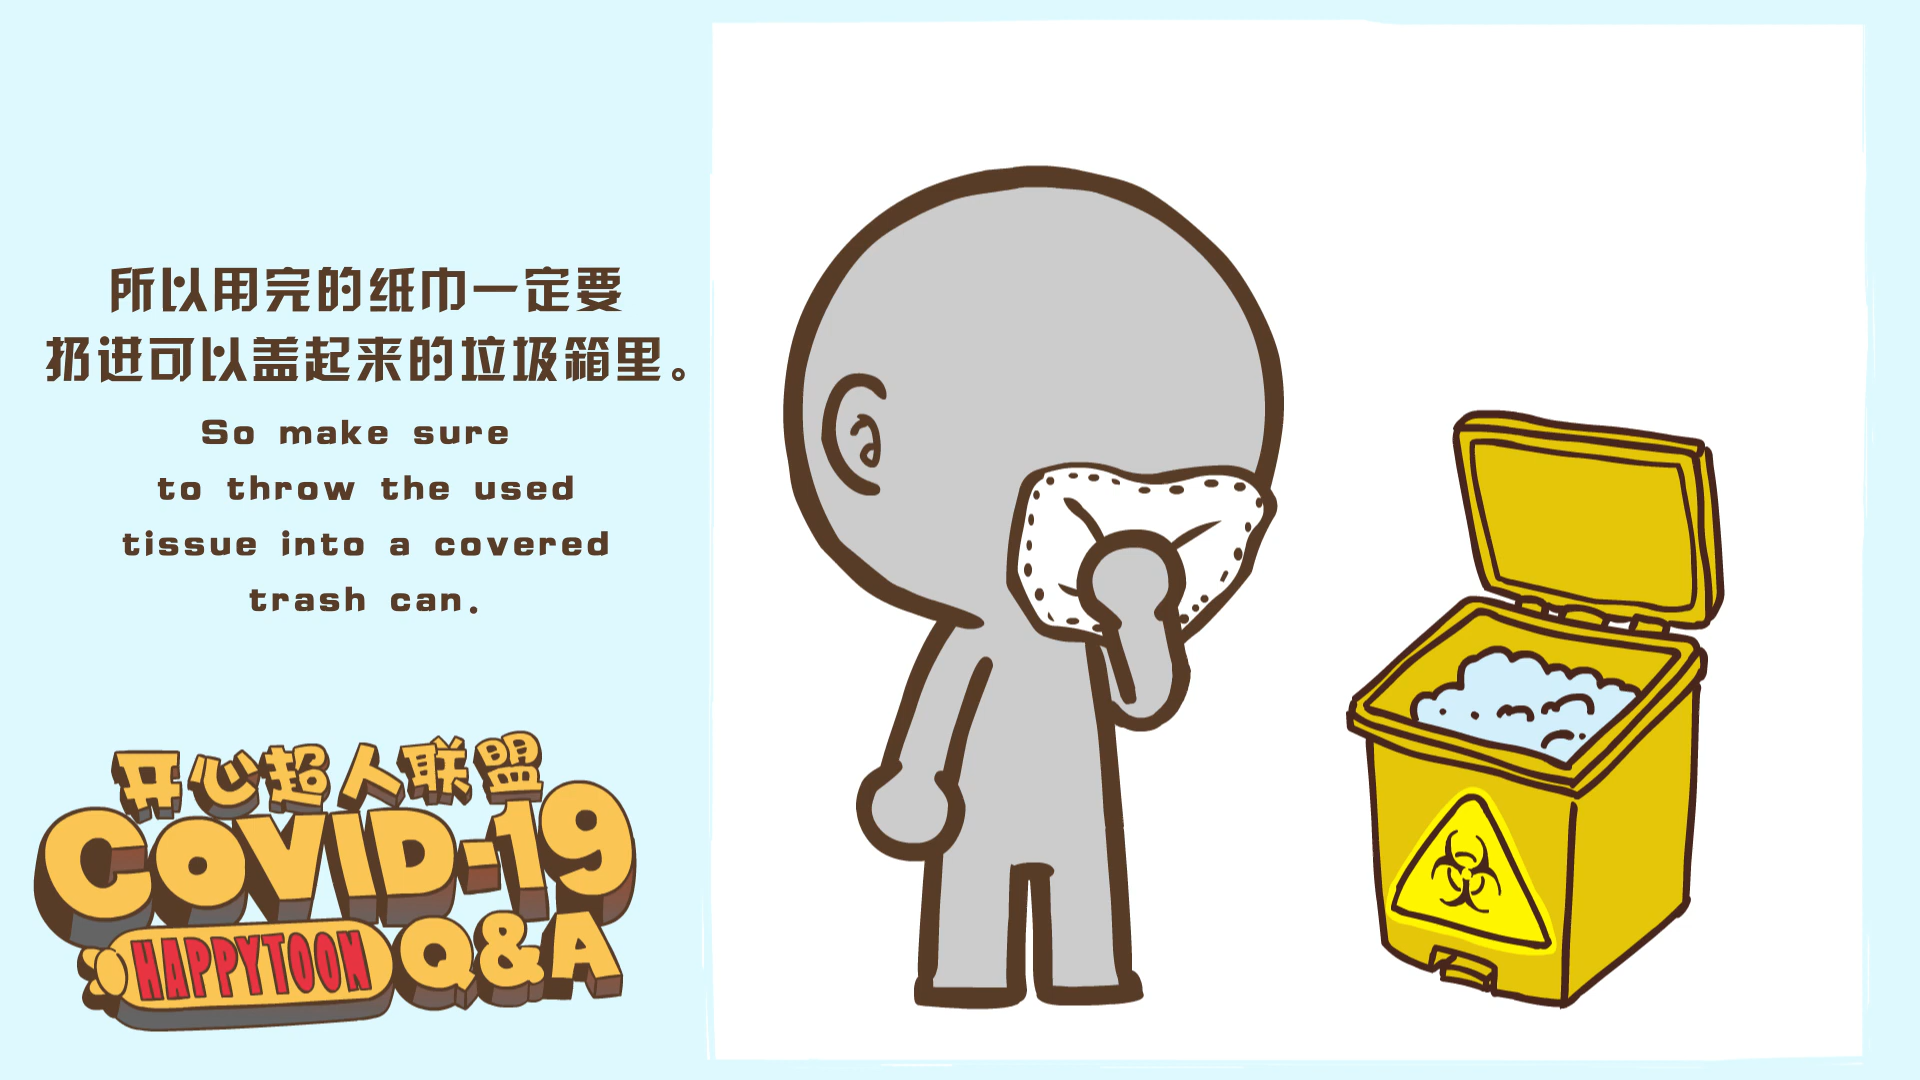 所以用完的纸巾一定要
扔进可以盖起来的垃圾箱里。
So make sure
to throw the used
tissue into a covered
trash can.
开心超人联盟
COVID-19
HAPPYTOON Q&A